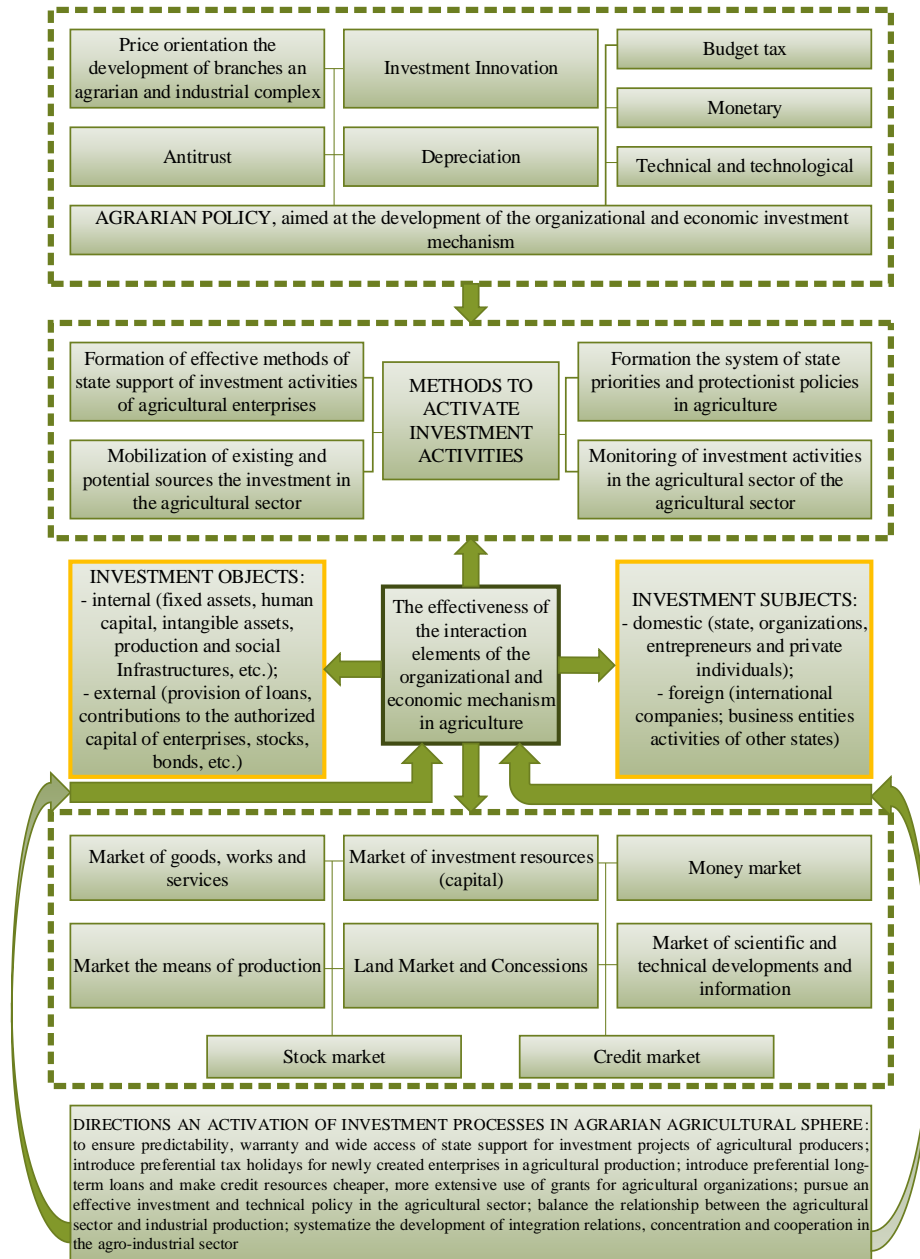 Price orientation the
development of branches an
agrarian and industrial complex
Investment Innovation
Budget tax
Monetary
Antitrust
Depreciation
Technical and technological
AGRARIAN POLICY, aimed at the development of the organizational and economic investment
mechanism
Formation of effective methods of
state support of investment activities
of agricultural enterprises
METHODS TO
ACTIVATE
INVESTMENT
ACTIVITIES
Formation the system of state
priorities and protectionist policies
in agriculture
Mobilization of existing and
potential sources the investment in
the agricultural sector
Monitoring of investment activities
in the agricultural sector of the
agricultural sector
INVESTMENT OBJECTS:
- internal (fixed assets, human
capital, intangible assets,
production and social
Infrastructures, etc.);
- external (provision of loans,
contributions to the authorized
capital of enterprises, stocks,
bonds, etc.)
The effectiveness of
the interaction
elements of the
organizational and
economic mechanism
in agriculture
INVESTMENT SUBJECTS:
- domestic (state, organizations,
entrepreneurs and private
individuals);
- foreign (international
companies; business entities
activities of other states)
Market of goods, works and
services
Market of investment resources
(capital)
Money market
Market the means of production
Land Market and Concessions
Market of scientific and
technical developments and
information
Stock market
Credit market
DIRECTIONS AN ACTIVATION OF INVESTMENT PROCESSES IN AGRARIAN AGRICULTURAL SPHERE:
to ensure predictability, warranty and wide access of state support for investment projects of agricultural producers;
introduce preferential tax holidays for newly created enterprises in agricultural production; introduce preferential long-
term loans and make credit resources cheaper, more extensive use of grants for agricultural organizations; pursue an
effective investment and technical policy in the agricultural sector; balance the relationship between the agricultural
sector and industrial production; systematize the development of integration relations, concentration and cooperation in
the agro-industrial sector